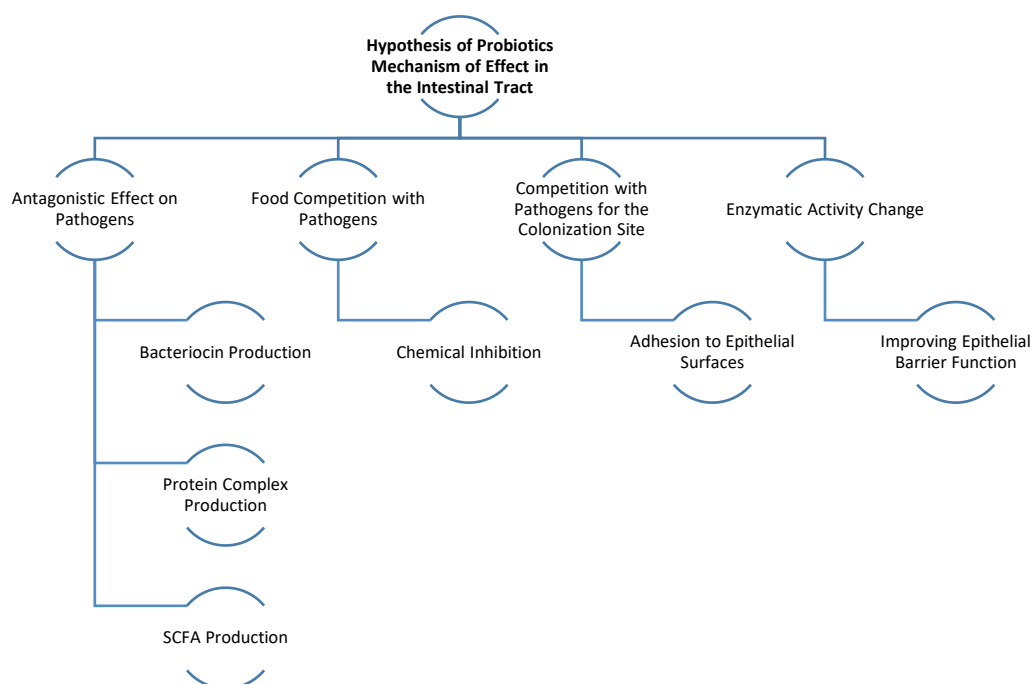 Hypothesis of Probiotics
Mechanism of Effect in
the Intestinal Tract
Antagonistic Effect on
Pathogens
Food Competition with
Pathogens
Competition with
Pathogens for the
Colonization Site
Enzymatic Activity Change
Bacteriocin Production
Chemical Inhibition
Adhesion to Epithelial
Surfaces
Improving Epithelial
Barrier Function
Protein Complex
Production
SCFA Production